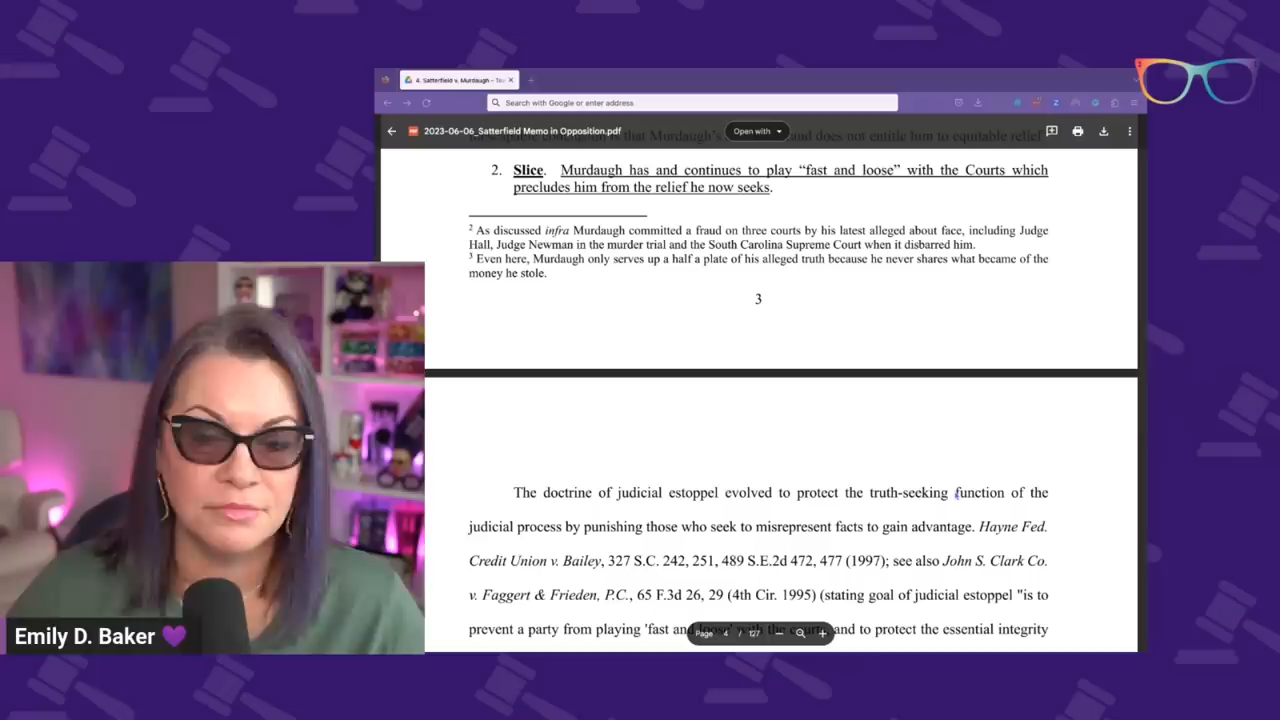 4. Satterfield v. Murdaugh -
Search with Google or enter address
2023-06-06_Satterfield Memo in Opposition.pdf
Open with
is that Murdaugh's and does not entitle him to equitable relief
2. Slice. Murdaugh has and continues to play “fast and loose” with the Courts which
precludes him from the relief he now seeks.
2 As discussed infra Murdaugh committed a fraud on three courts by his latest alleged about face, including Judge
Hall, Judge Newman in the murder trial and the South Carolina Supreme Court when it disbarred him.
3 Even here, Murdaugh only serves up a half a plate of his alleged truth because he never shares what became of the
money he stole.
3
The doctrine of judicial estoppel evolved to protect the truth-seeking function of the
judicial process by punishing those who seek to misrepresent facts to gain advantage. Hayne Fed.
Credit Union v. Bailey, 327 S.C. 242, 251, 489 S.E.2d 472, 477 (1997); see also John S. Clark Co.
v. Faggert & Frieden, P.C., 65 F.3d 26, 29 (4th Cir. 1995) (stating goal of judicial estoppel "is to
prevent a party from playing 'fast and loose' with the courts, and to protect the essential integrity
Page 4 / 127
Emily D. Baker 💜